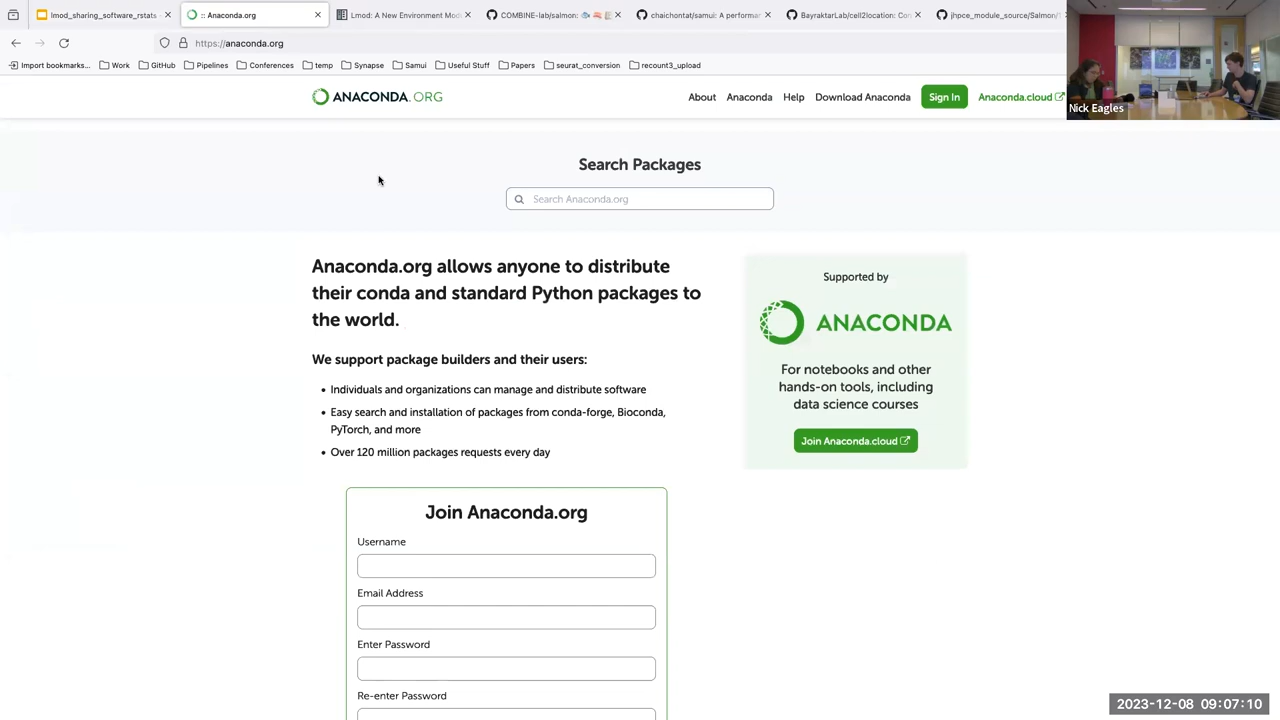 lmod_sharing_software_rstats
:: Anaconda.org
Lmod: A New Environment M
COMBINE-lab/salmon:
chaichontat/samui: A performan
BayraktarLab/cell2location: Con
jhpce_module_source/Salmon/1
https://anaconda.org
Import bookmarks...
Work
GitHub
Pipelines
Conferences
temp
Synapse
Samui
Useful Stuff
Papers
seurat_conversion
recount3_upload
ANACONDA.ORG
About
Anaconda
Help
Download Anaconda
Sign In
Anaconda.cloud
Nick Eagles
Search Packages
Search Anaconda.org
Anaconda.org allows anyone to distribute
their conda and standard Python packages to
the world.
We support package builders and their users:
• Individuals and organizations can manage and distribute software
• Easy search and installation of packages from conda-forge, Bioconda,
PyTorch, and more
• Over 120 million packages requests every day
Supported by
ANACONDA
For notebooks and other
hands-on tools, including
data science courses
Join Anaconda.cloud
Join Anaconda.org
Username
Email Address
Enter Password
Re-enter Password
2023-12-08 09:07:10